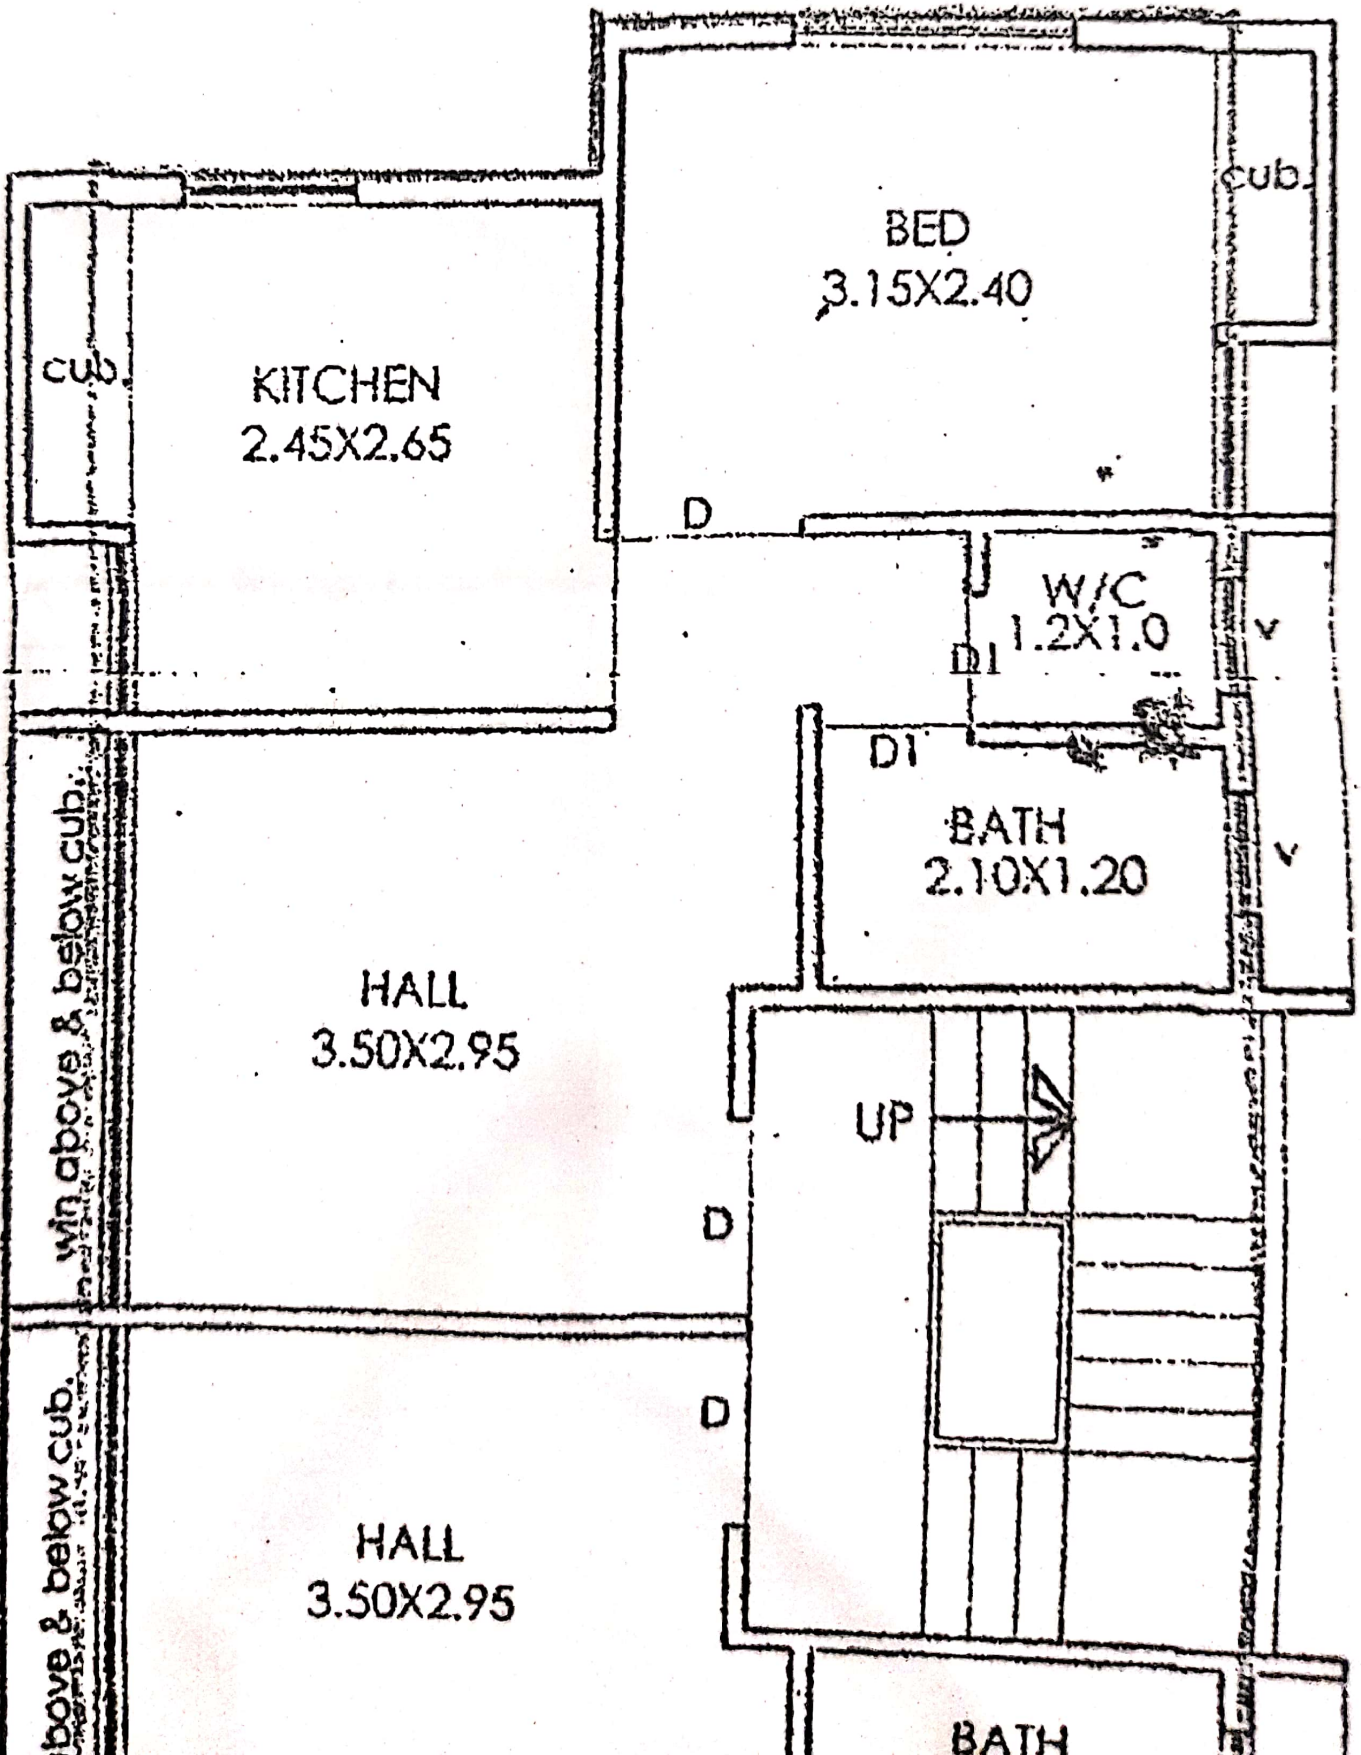 cub.
BED
3.15X2.40
cub.
KITCHEN
2.45X2.65
D
W/C
1.2X1.0
V
D1
D1
BATH
2.10X1.20
V
win above & below cub.
HALL
3.50X2.95
UP
D
D
above & below cub.
HALL
3.50X2.95
BATH